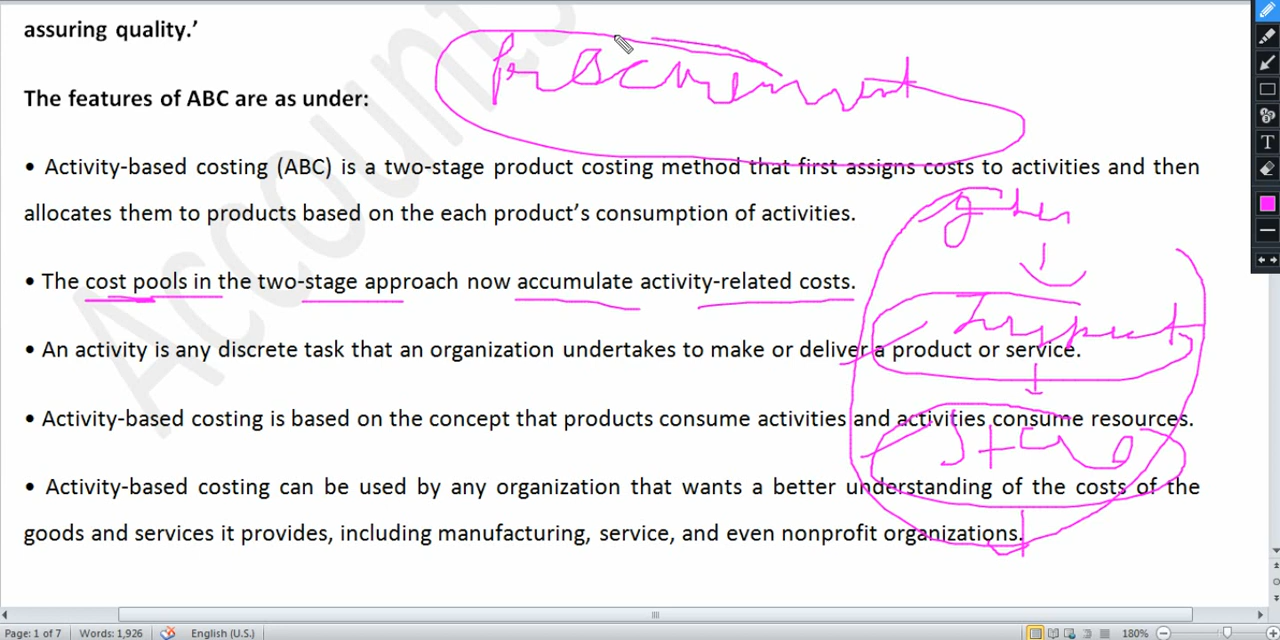 assuring quality.’
Procurement
The features of ABC are as under:
• Activity-based costing (ABC) is a two-stage product costing method that first assigns costs to activities and then
allocates them to products based on the each product’s consumption of activities.
• The cost pools in the two-stage approach now accumulate activity-related costs.
• An activity is any discrete task that an organization undertakes to make or deliver a product or service.
• Activity-based costing is based on the concept that products consume activities and activities consume resources.
• Activity-based costing can be used by any organization that wants a better understanding of the costs of the
goods and services it provides, including manufacturing, service, and even nonprofit organizations.
Accounts
Page: 1 of 7
Words: 1,926
English (U.S.)
180%